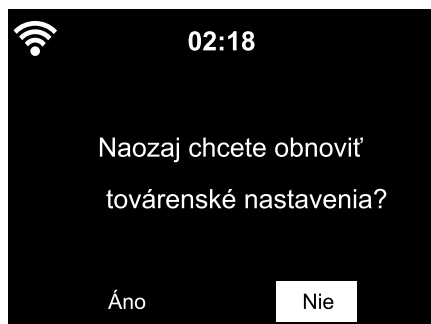 02:18
Naozaj chcete obnoviť
továrenské nastavenia?
Áno Nie